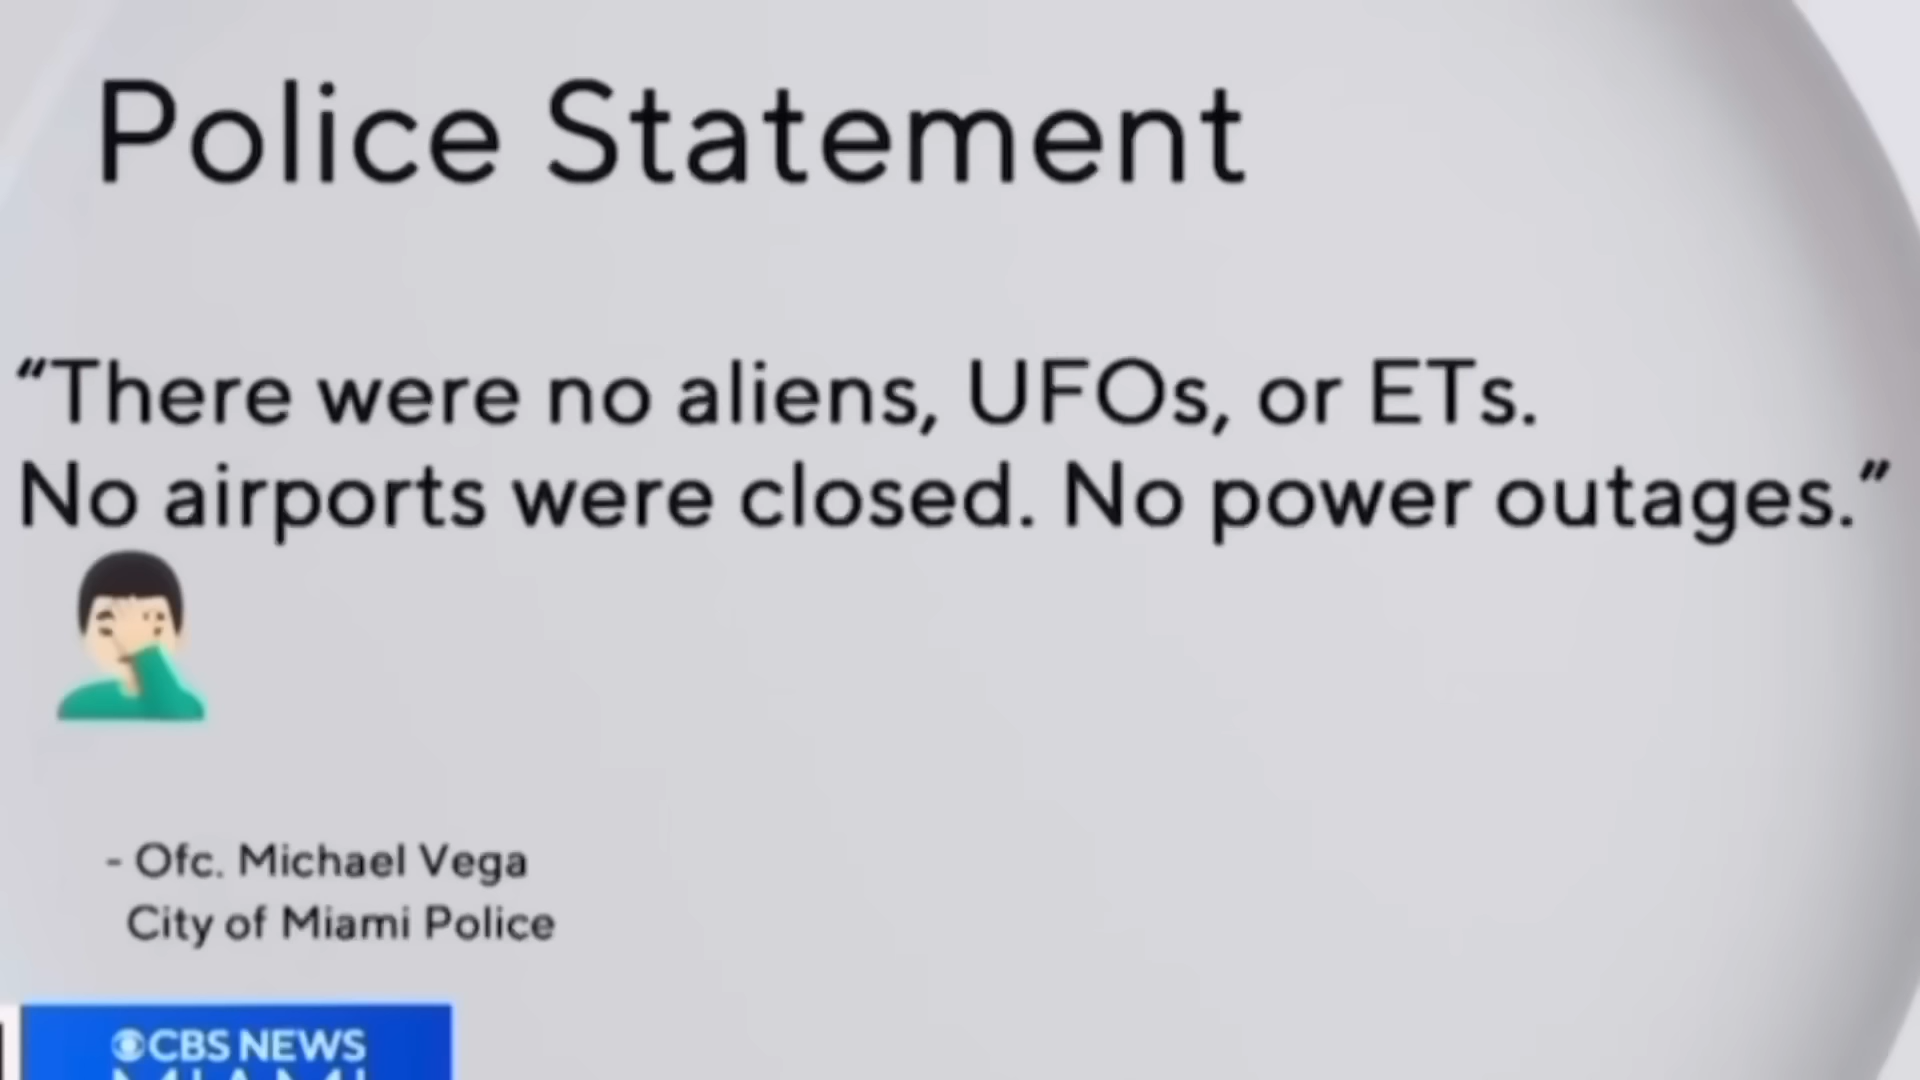 Police Statement
“There were no aliens, UFOs, or ETs.
No airports were closed. No power outages.”
- Ofc. Michael Vega
City of Miami Police
CBS NEWS
MIAMI